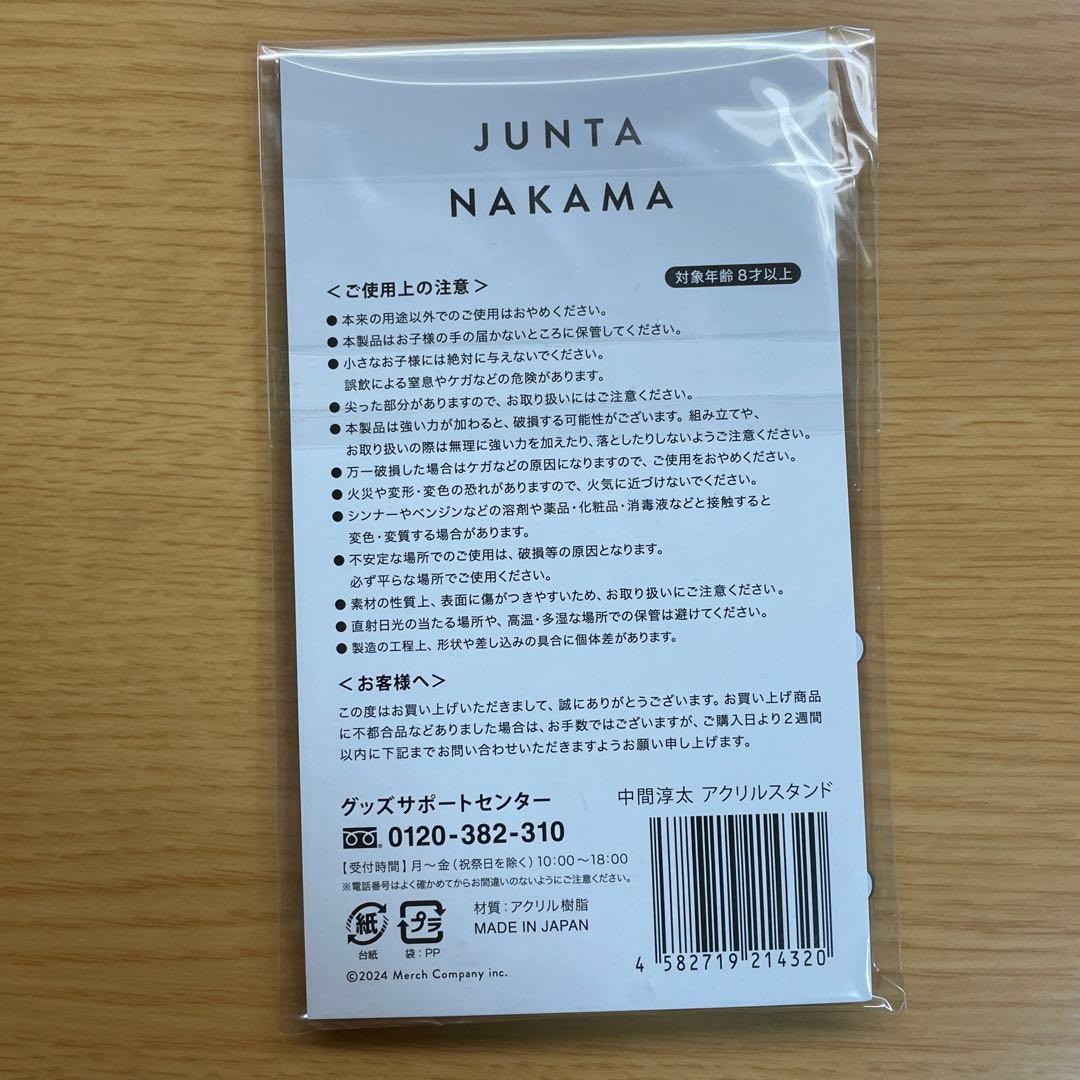 JUNTA
NAKAMA
対象年齢 8才以上
＜ご使用上の注意＞
●本来の用途以外でのご使用はおやめください。
●本製品はお子様の手の届かないところに保管してください。
●小さなお子様には絶対に与えないでください。
誤飲による窒息やケガなどの危険があります。
●尖った部分がありますので、お取り扱いにはご注意ください。
●本製品は強い力が加わると、破損する可能性がございます。組み立てや、
お取り扱いの際は無理に強い力を加えたり、落としたりしないようご注意ください。
●万一破損した場合はケガなどの原因になりますので、ご使用をおやめください。
●火災や変形・変色の恐れがありますので、火気に近づけないでください。
●シンナーやベンジンなどの溶剤や薬品・化粧品・消毒液などと接触すると
変色・変質する場合があります。
●不安定な場所でのご使用は、破損等の原因となります。
必ず平らな場所でご使用ください。
●素材の性質上、表面に傷がつきやすいため、お取り扱いにご注意ください。
●直射日光の当たる場所や、高温・多湿な場所での保管は避けてください。
●製造の工程上、形状や差し込みの具合に個体差があります。
＜お客様へ＞
この度はお買い上げいただきまして、誠にありがとうございます。お買い上げ商品
に不都合品などありました場合は、お手数ではございますが、ご購入日より2週間
以内に下記までお問い合わせいただきますようお願い申し上げます。
グッズサポートセンター
0120-382-310
【受付時間】月～金（祝祭日を除く）10:00～18:00
※電話番号はよく確かめてからお間違いのないようにご注意ください。
紙
台紙
プラ
袋：PP
材質：アクリル樹脂
MADE IN JAPAN
©2024 Merch Company inc.
中間淳太 アクリルスタンド
4 582719 214320